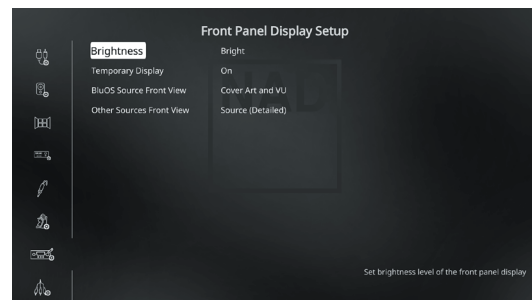 Front Panel Display Setup
Brightness Bright
Temporary Display On
BluOS Source Front View Cover Art and VU
Other Sources Front View Source (Detailed)
NAD
Set brightness level of the front panel display